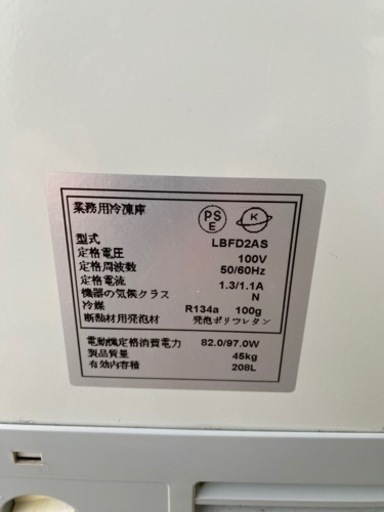 業務用冷凍庫
PS
E
K
型式 LBFD2AS
定格電圧 100V
定格周波数 50/60Hz
定格電流 1.3/1.1A
機器の気候クラス N
冷媒 R134a 100g
断熱材用発泡材 発泡ポリウレタン
電動機定格消費電力 82.0/97.0W
製品質量 45kg
有効内容積 208L